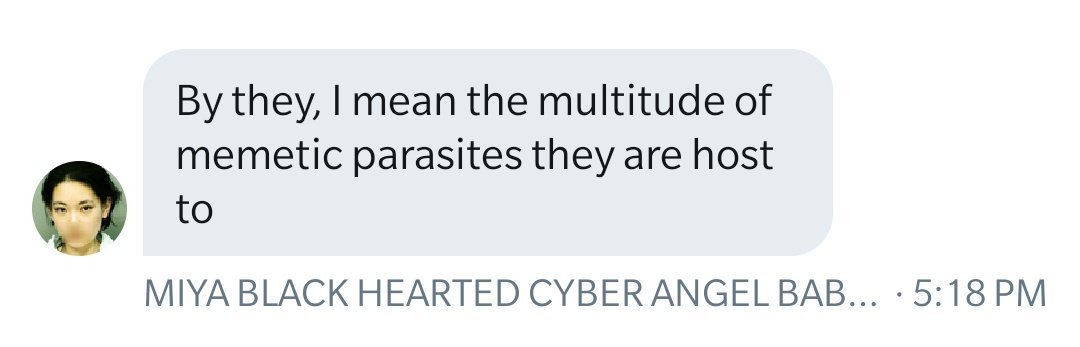 By they, I mean the multitude of
memetic parasites they are host
to
MIYA BLACK HEARTED CYBER ANGEL BAB... · 5:18 PM